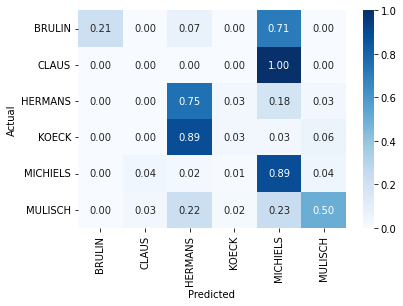 1.0
BRULIN 0.21 0.00 0.07 0.00 0.71 0.00
0.8
CLAUS 0.00 0.00 0.00 0.00 1.00 0.00
HERMANS 0.00 0.00 0.75 0.03 0.18 0.03
0.6
Actual
KOECK 0.00 0.00 0.89 0.03 0.03 0.06
0.4
MICHIELS 0.00 0.04 0.02 0.01 0.89 0.04
0.2
MULISCH 0.00 0.03 0.22 0.02 0.23 0.50
0.0
BRULIN CLAUS HERMANS KOECK MICHIELS MULISCH
Predicted